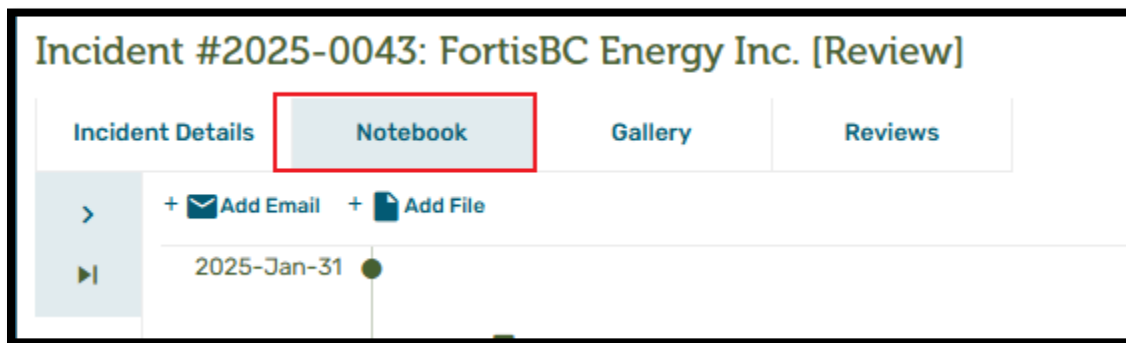 Incident #2025-0043: FortisBC Energy Inc. [Review]
Incident Details Notebook Gallery Reviews
+ Add Email + Add File
2025-Jan-31